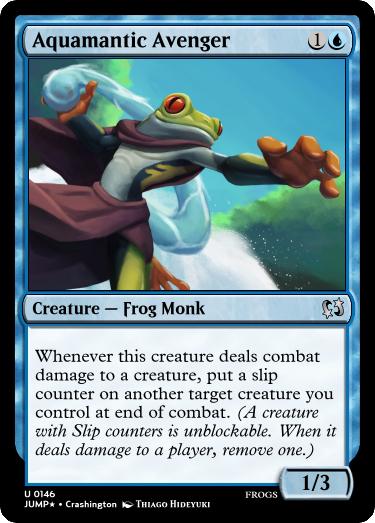 Aquamantic Avenger 1
Creature — Frog Monk
Whenever this creature deals combat
damage to a creature, put a slip
counter on another target creature you
control at end of combat. (A creature
with Slip counters is unblockable. When it
deals damage to a player, remove one.)
1/3
U 0146 FROGS
JUMP★ • Crashington Thiago Hideyuki